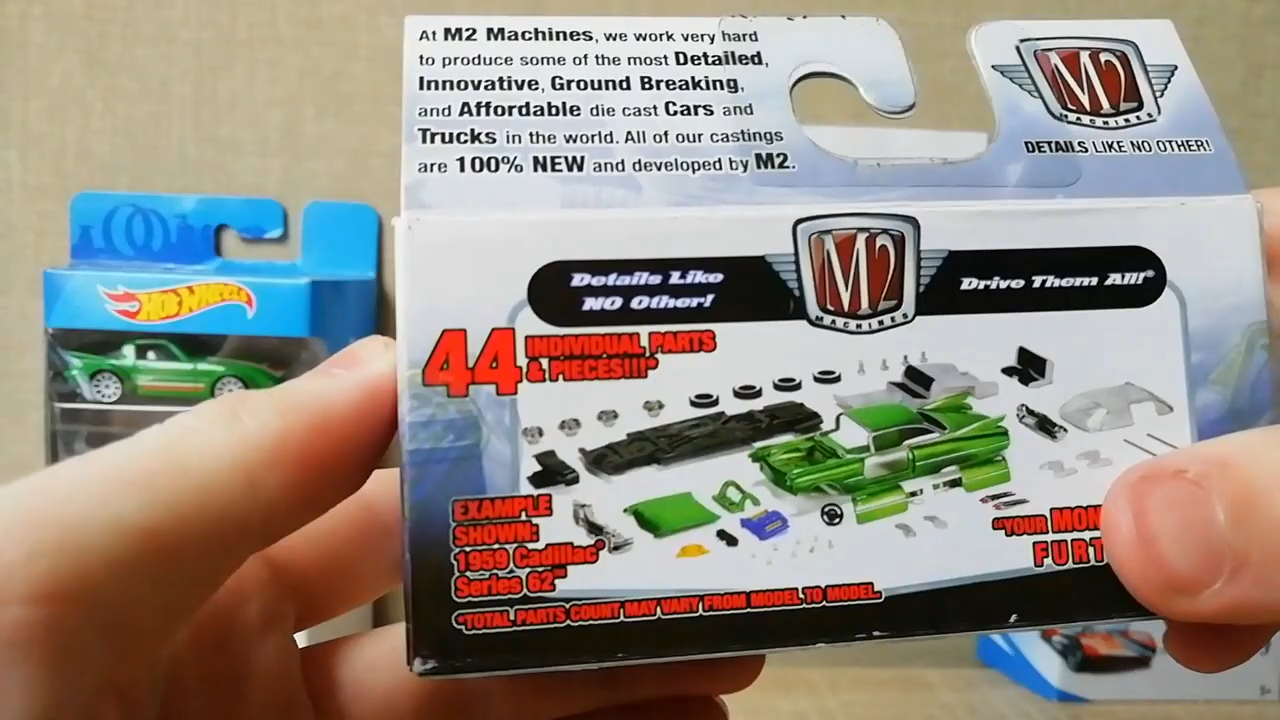 At M2 Machines, we work very hard
to produce some of the most Detailed,
Innovative, Ground Breaking,
and Affordable die cast Cars and
Trucks in the world. All of our castings
are 100% NEW and developed by M2.
M2
MACHINES
DETAILS LIKE NO OTHER!
Details Like
NO Other!
M2
MACHINES
Drive Them All!®
44 INDIVIDUAL PARTS
& PIECES!!!*
EXAMPLE
SHOWN:
1959 Cadillac®
Series 62™
"YOUR MON
FURT
*TOTAL PARTS COUNT MAY VARY FROM MODEL TO MODEL.
HOT WHEELS